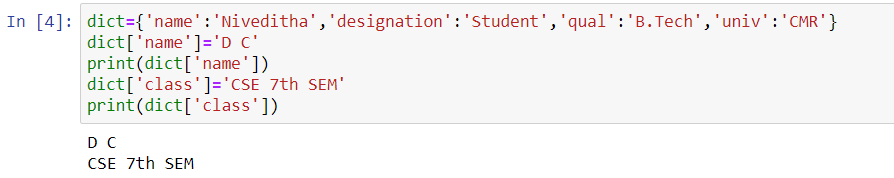 In [4]: dict={'name':'Niveditha','designation':'Student','qual':'B.Tech','univ':'CMR'}
dict['name']='D C'
print(dict['name'])
dict['class']='CSE 7th SEM'
print(dict['class'])
D C
CSE 7th SEM